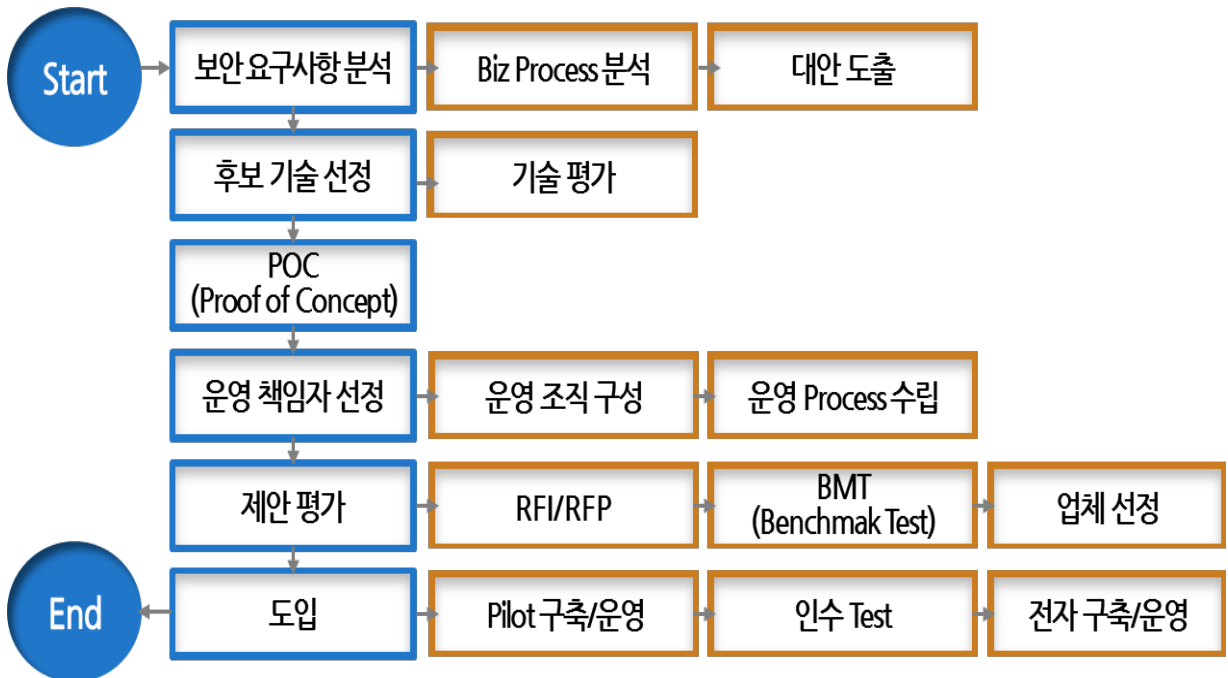 Start
보안 요구사항 분석
Biz Process 분석
대안 도출
후보 기술 선정
기술 평가
POC
(Proof of Concept)
운영 책임자 선정
운영 조직 구성
운영 Process 수립
제안 평가
RFI/RFP
BMT
(Benchmak Test)
업체 선정
End
도입
Pilot 구축/운영
인수 Test
전자 구축/운영